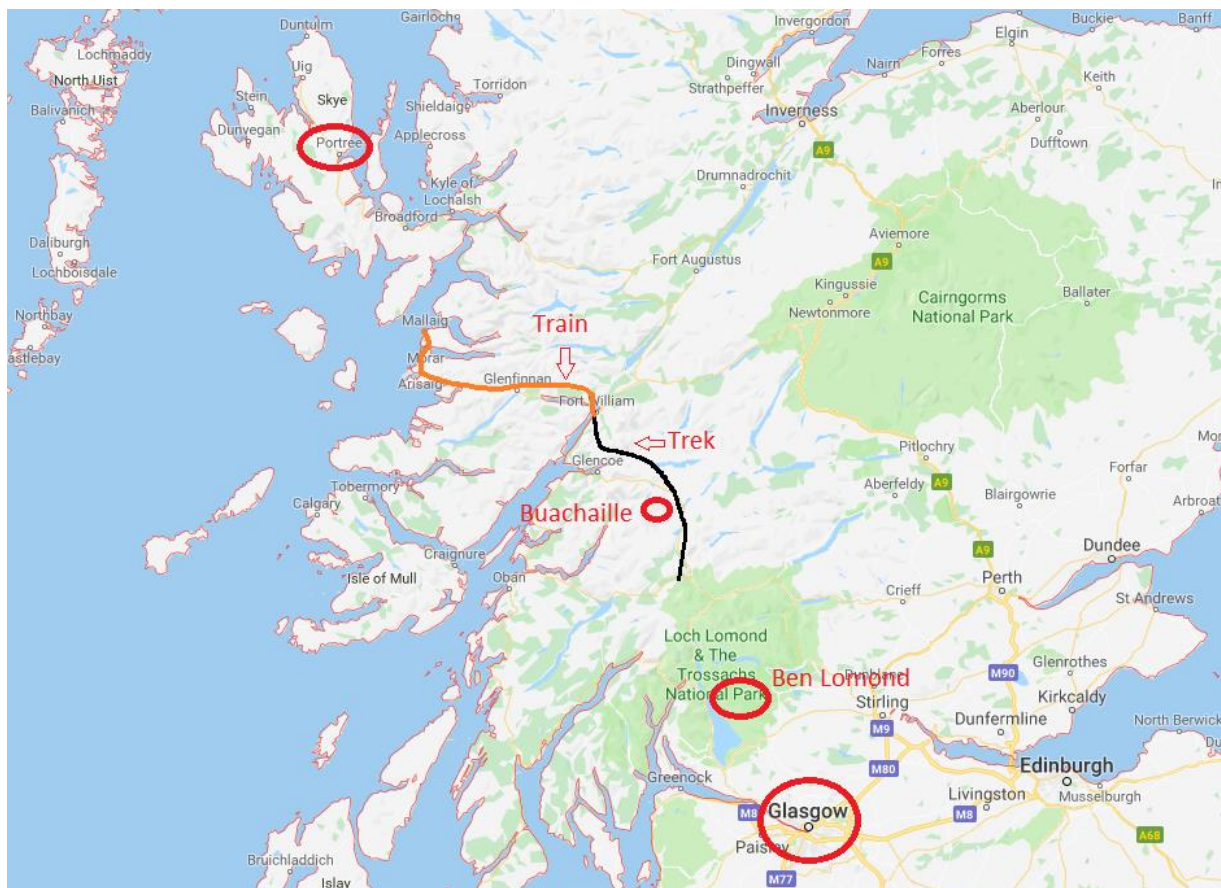 Duntulm
Gairloch
Invergordon
Buckie
Banff
Lochmaddy
Uig
Dingwall
Elgin
North Uist
Torridon
Strathpeffer
Nairn
Forres
Keith
Stein
Skye
Shieldaig
Balivanich
Inverness
Aberlour
Dunvegan
Portree
Applecross
A9
Dufftown
Kyle of
Lochalsh
Drumnadrochit
Broadford
Daliburgh
Aviemore
Lochboisdale
Fort Augustus
A9
Kingussie
Ballater
Northbay
Mallaig
Newtonmore
Cairngorms
National Park
Train
astlebay
Morar
Arisaig
Glenfinnan
Fort William
Trek
Pitlochry
Glencoe
Forfar
Tobermory
Aberfeldy
A9
Blairgowrie
Arbroat
Calgary
Buachaille
Craignure
A9
Dundee
Isle of Mull
Oban
Crieff
Perth
St Andrews
Loch Lomond
& The
Trossachs
National Park
Ben Lomond
M90
Glenrothes
Stirling
Kirkcaldy
M9
Dunfermline
North Berwick
M80
Greenock
Edinburgh
Livingston
Musselburgh
M8
Glasgow
M8
Paisley
A68
Bruichladdich
M77
Islay